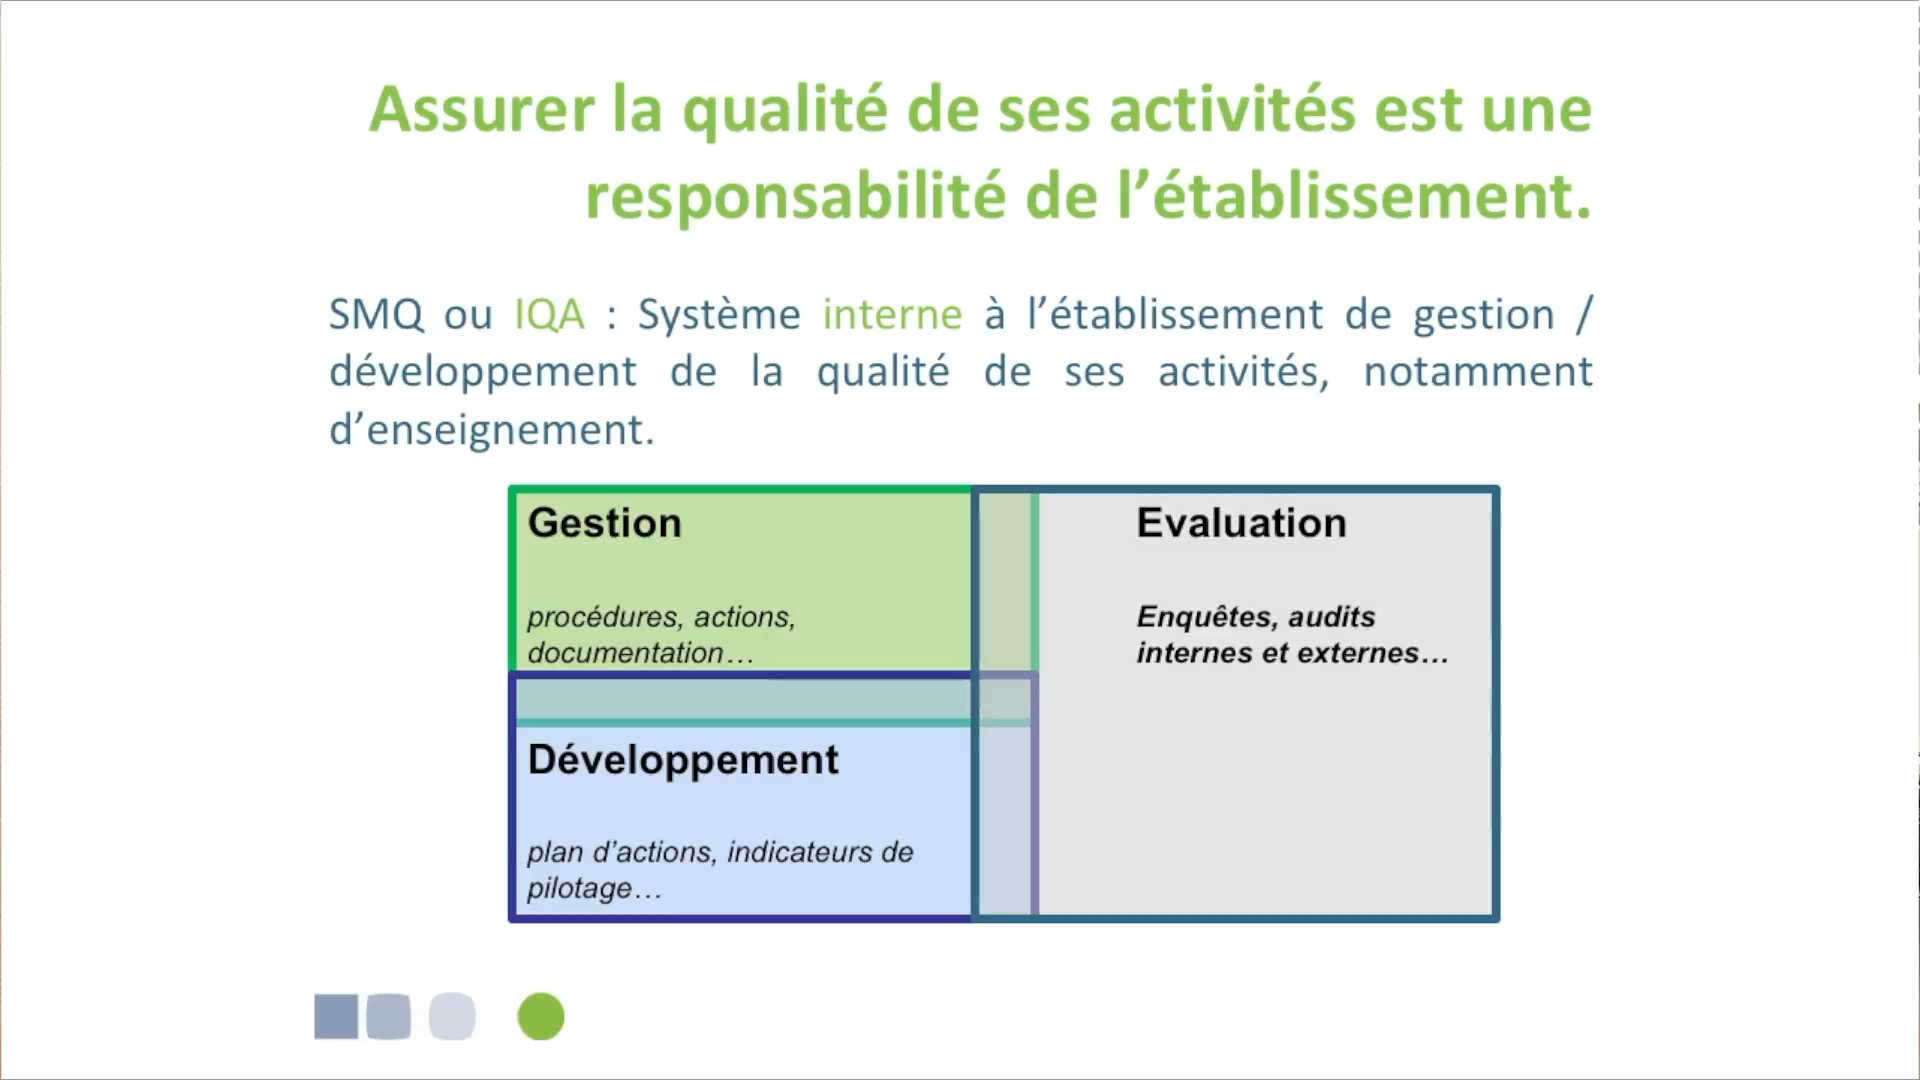 Assurer la qualité de ses activités est une
responsabilité de l’établissement.
SMQ ou IQA : Système interne à l’établissement de gestion /
développement de la qualité de ses activités, notamment
d’enseignement.
Gestion
procédures, actions,
documentation…
Développement
plan d’actions, indicateurs de
pilotage…
Evaluation
Enquêtes, audits
internes et externes…